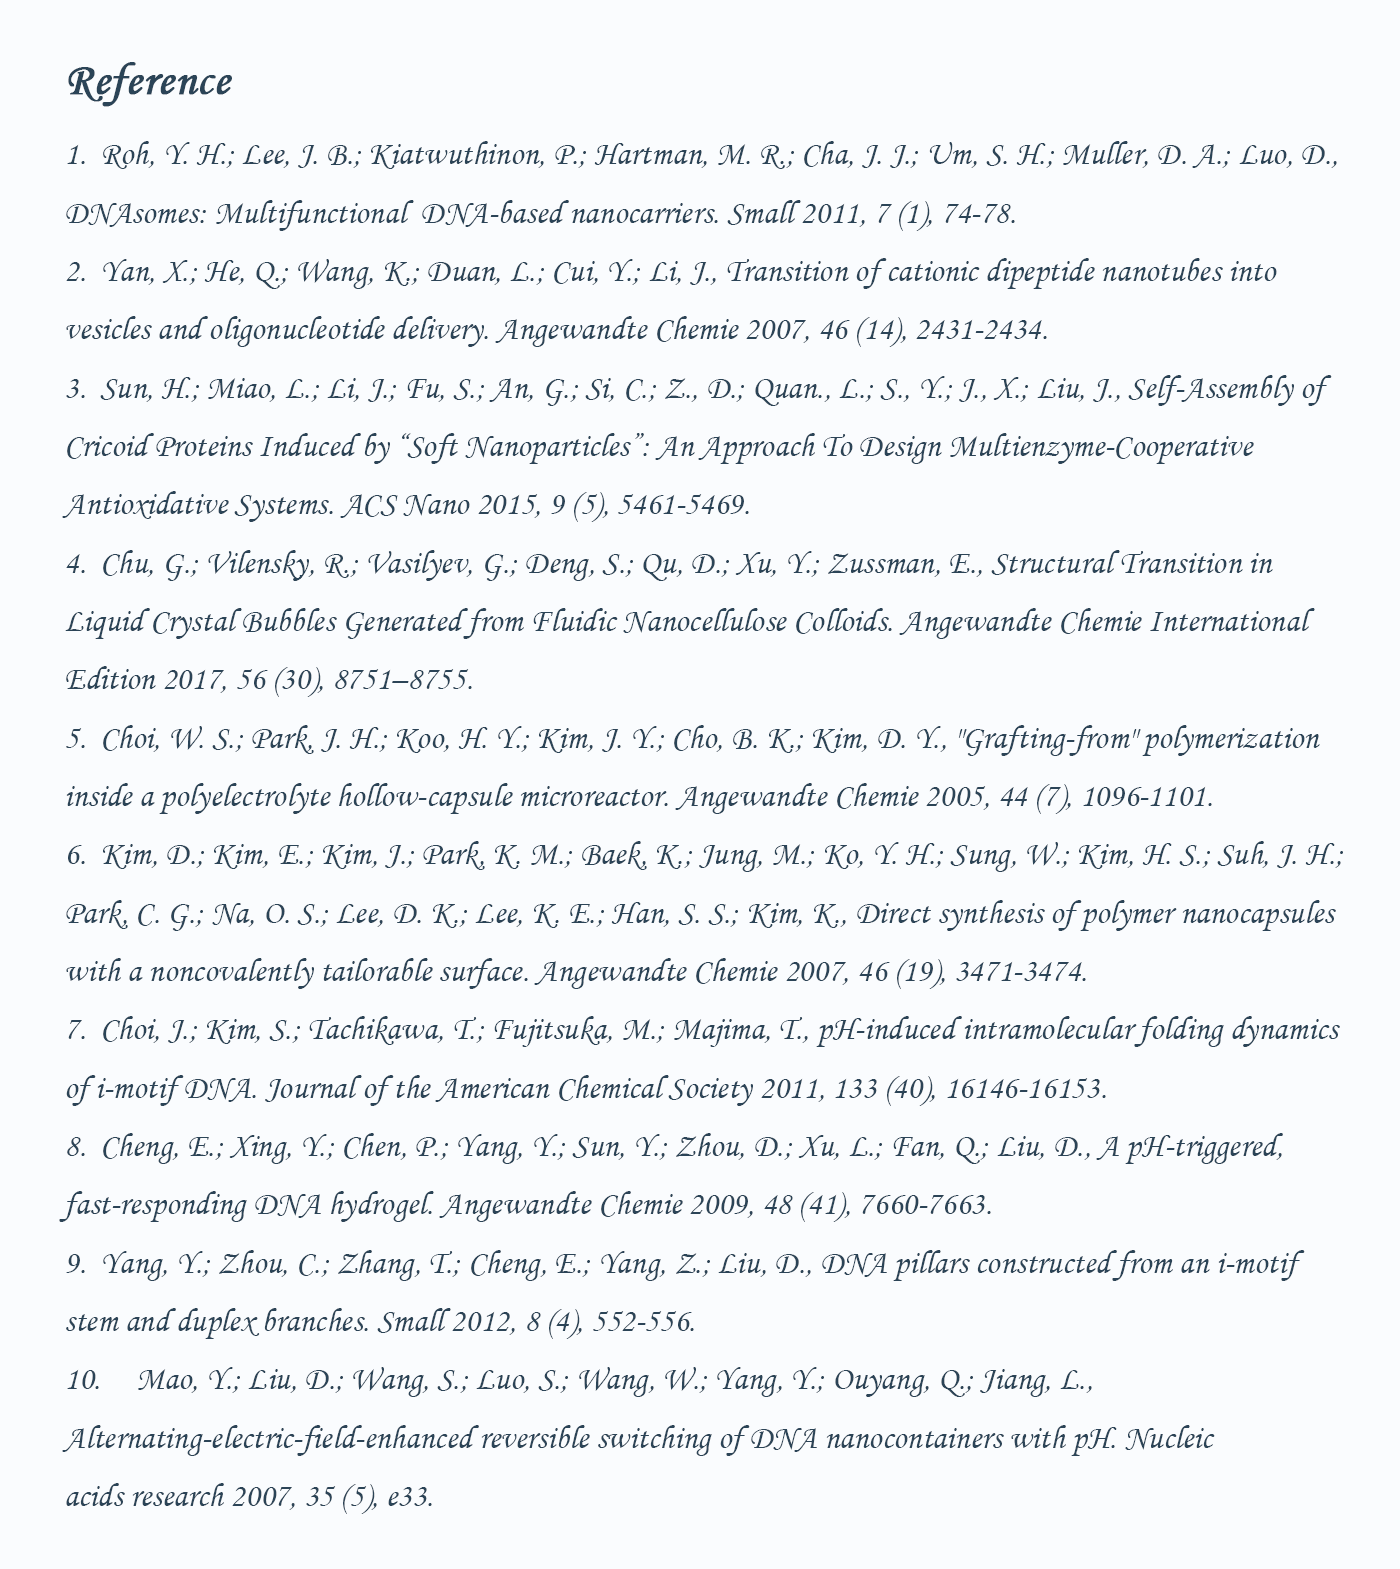 Reference
1. Roh, Y. H.; Lee, J. B.; Kiatwuthinon, P.; Hartman, M. R.; Cha, J. J.; Um, S. H.; Muller, D. A.; Luo, D.,
DNAsomes: Multifunctional DNA-based nanocarriers. Small 2011, 7 (1), 74-78.
2. Yan, X.; He, Q.; Wang, K.; Duan, L.; Cui, Y.; Li, J., Transition of cationic dipeptide nanotubes into
vesicles and oligonucleotide delivery. Angewandte Chemie 2007, 46 (14), 2431-2434.
3. Sun, H.; Miao, L.; Li, J.; Fu, S.; An, G.; Si, C.; Z., D.; Quan., L.; S., Y.; J., X.; Liu, J., Self-Assembly of
Cricoid Proteins Induced by “Soft Nanoparticles”: An Approach To Design Multienzyme-Cooperative
Antioxidative Systems. ACS Nano 2015, 9 (5), 5461-5469.
4. Chu, G.; Vilensky, R.; Vasilyev, G.; Deng, S.; Qu, D.; Xu, Y.; Zussman, E., Structural Transition in
Liquid Crystal Bubbles Generated from Fluidic Nanocellulose Colloids. Angewandte Chemie International
Edition 2017, 56 (30), 8751–8755.
5. Choi, W. S.; Park, J. H.; Koo, H. Y.; Kim, J. Y.; Cho, B. K.; Kim, D. Y., "Grafting-from" polymerization
inside a polyelectrolyte hollow-capsule microreactor. Angewandte Chemie 2005, 44 (7), 1096-1101.
6. Kim, D.; Kim, E.; Kim, J.; Park, K. M.; Baek, K.; Jung, M.; Ko, Y. H.; Sung, W.; Kim, H. S.; Suh, J. H.;
Park, C. G.; Na, O. S.; Lee, D. K.; Lee, K. E.; Han, S. S.; Kim, K., Direct synthesis of polymer nanocapsules
with a noncovalently tailorable surface. Angewandte Chemie 2007, 46 (19), 3471-3474.
7. Choi, J.; Kim, S.; Tachikawa, T.; Fujitsuka, M.; Majima, T., pH-induced intramolecular folding dynamics
of i-motif DNA. Journal of the American Chemical Society 2011, 133 (40), 16146-16153.
8. Cheng, E.; Xing, Y.; Chen, P.; Yang, Y.; Sun, Y.; Zhou, D.; Xu, L.; Fan, Q.; Liu, D., A pH-triggered,
fast-responding DNA hydrogel. Angewandte Chemie 2009, 48 (41), 7660-7663.
9. Yang, Y.; Zhou, C.; Zhang, T.; Cheng, E.; Yang, Z.; Liu, D., DNA pillars constructed from an i-motif
stem and duplex branches. Small 2012, 8 (4), 552-556.
10. Mao, Y.; Liu, D.; Wang, S.; Luo, S.; Wang, W.; Yang, Y.; Ouyang, Q.; Jiang, L.,
Alternating-electric-field-enhanced reversible switching of DNA nanocontainers with pH. Nucleic
acids research 2007, 35 (5), e33.